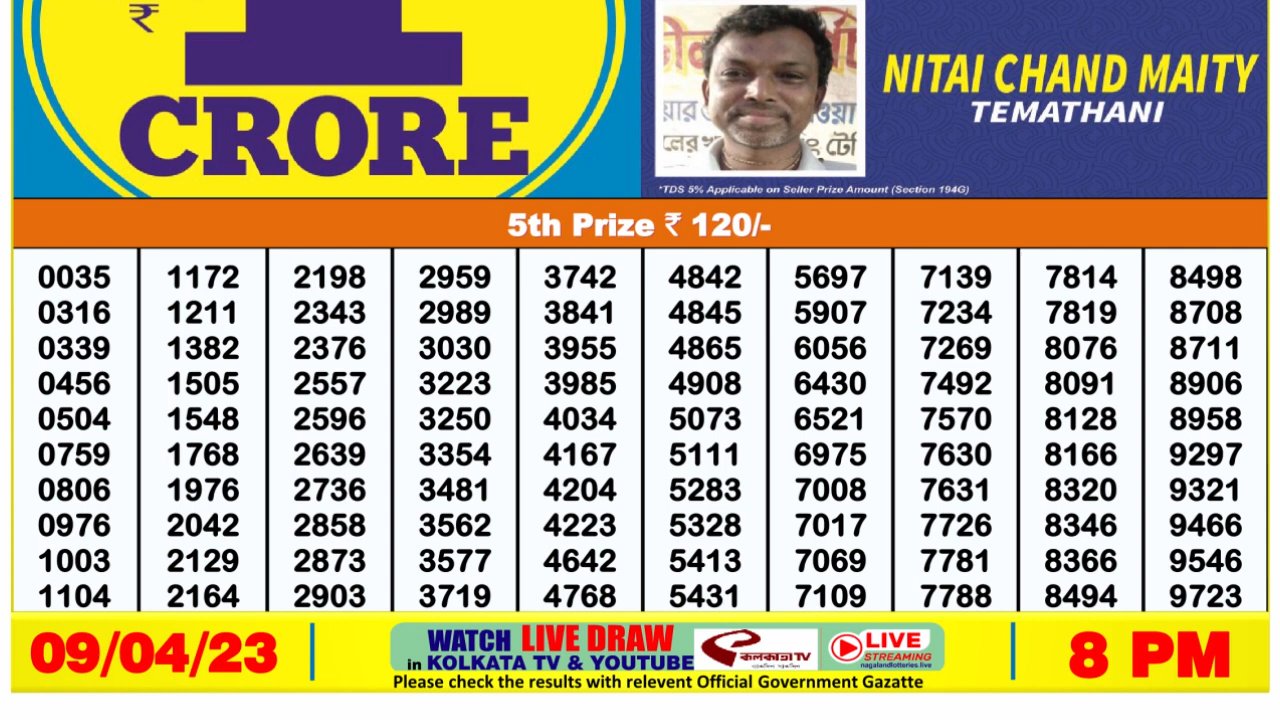 ₹ 1
CRORE
NITAI CHAND MAITY
TEMATHANI
*TDS 5% Applicable on Seller Prize Amount (Section 194G)
5th Prize ₹ 120/-
0035 1172 2198 2959 3742 4842 5697 7139 7814 8498
0316 1211 2343 2989 3841 4845 5907 7234 7819 8708
0339 1382 2376 3030 3955 4865 6056 7269 8076 8711
0456 1505 2557 3223 3985 4908 6430 7492 8091 8906
0504 1548 2596 3250 4034 5073 6521 7570 8128 8958
0759 1768 2639 3354 4167 5111 6975 7630 8166 9297
0806 1976 2736 3481 4204 5283 7008 7631 8320 9321
0976 2042 2858 3562 4223 5328 7017 7726 8346 9466
1003 2129 2873 3577 4642 5413 7069 7781 8366 9546
1104 2164 2903 3719 4768 5431 7109 7788 8494 9723
09/04/23
WATCH LIVE DRAW
in KOLKATA TV & YOUTUBE
কলকাতা TV
LIVE
STREAMING
nagalandlotteries.live
8 PM
Please check the results with relevent Official Government Gazatte